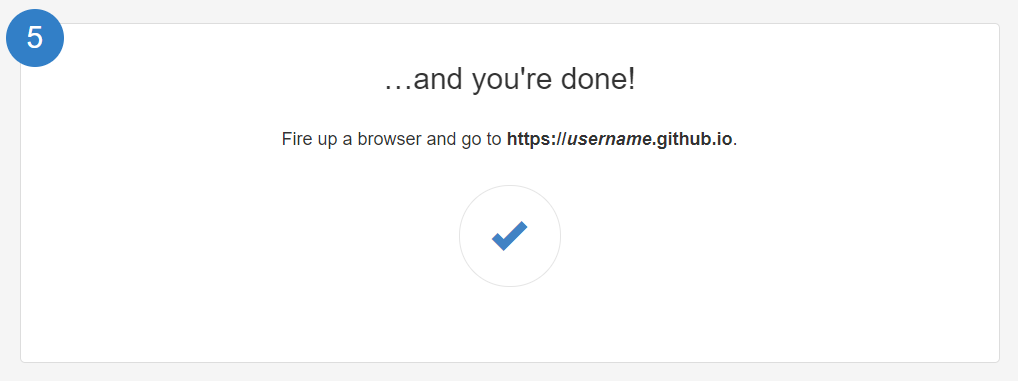 5
…and you're done!
Fire up a browser and go to https://username.github.io.